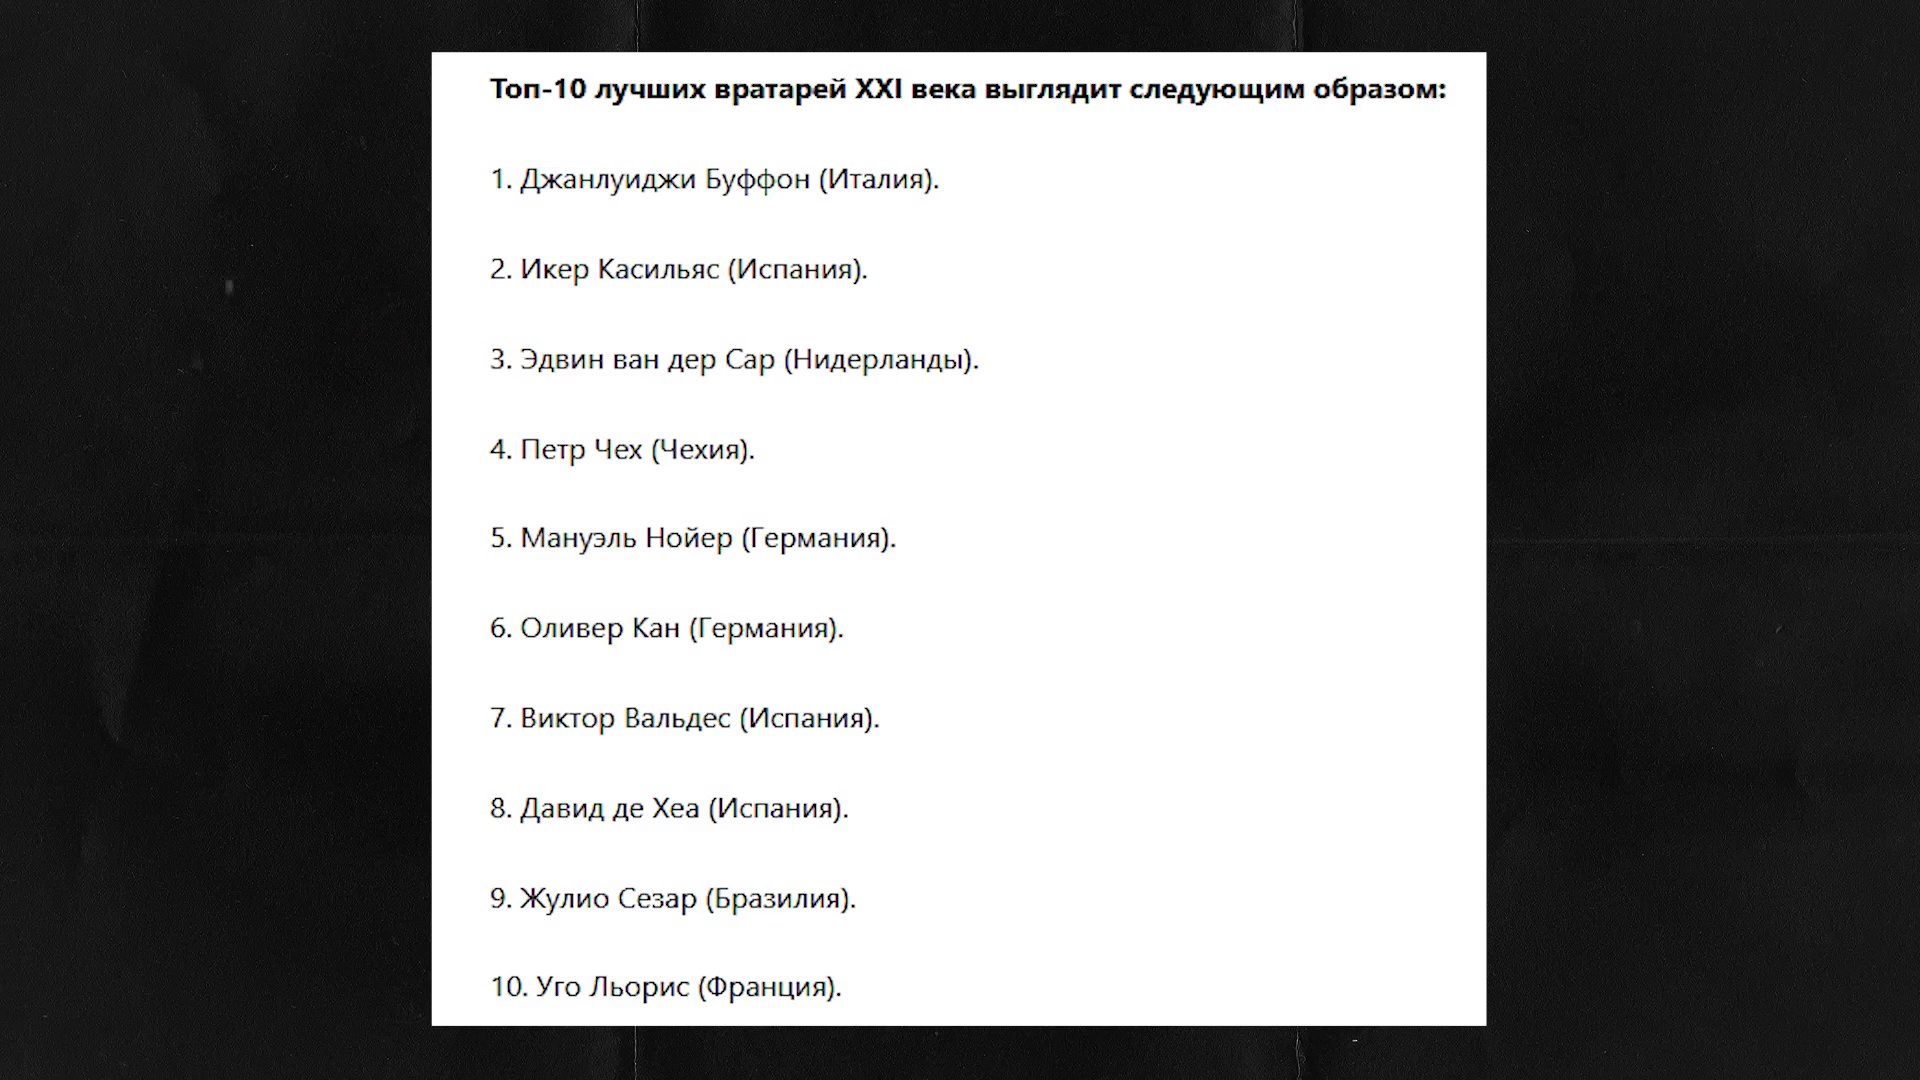 Топ-10 лучших вратарей XXI века выглядит следующим образом:
1. Джанлуиджи Буффон (Италия).
2. Икер Касильяс (Испания).
3. Эдвин ван дер Сар (Нидерланды).
4. Петр Чех (Чехия).
5. Мануэль Нойер (Германия).
6. Оливер Кан (Германия).
7. Виктор Вальдес (Испания).
8. Давид де Хеа (Испания).
9. Жулио Сезар (Бразилия).
10. Уго Льорис (Франция).